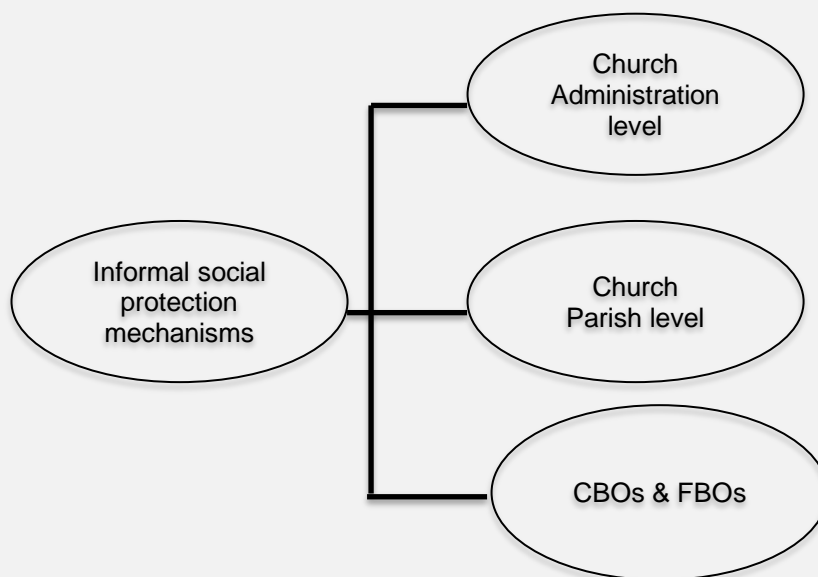 Church
Administration
level
Informal social
protection
mechanisms
Church
Parish level
CBOs & FBOs